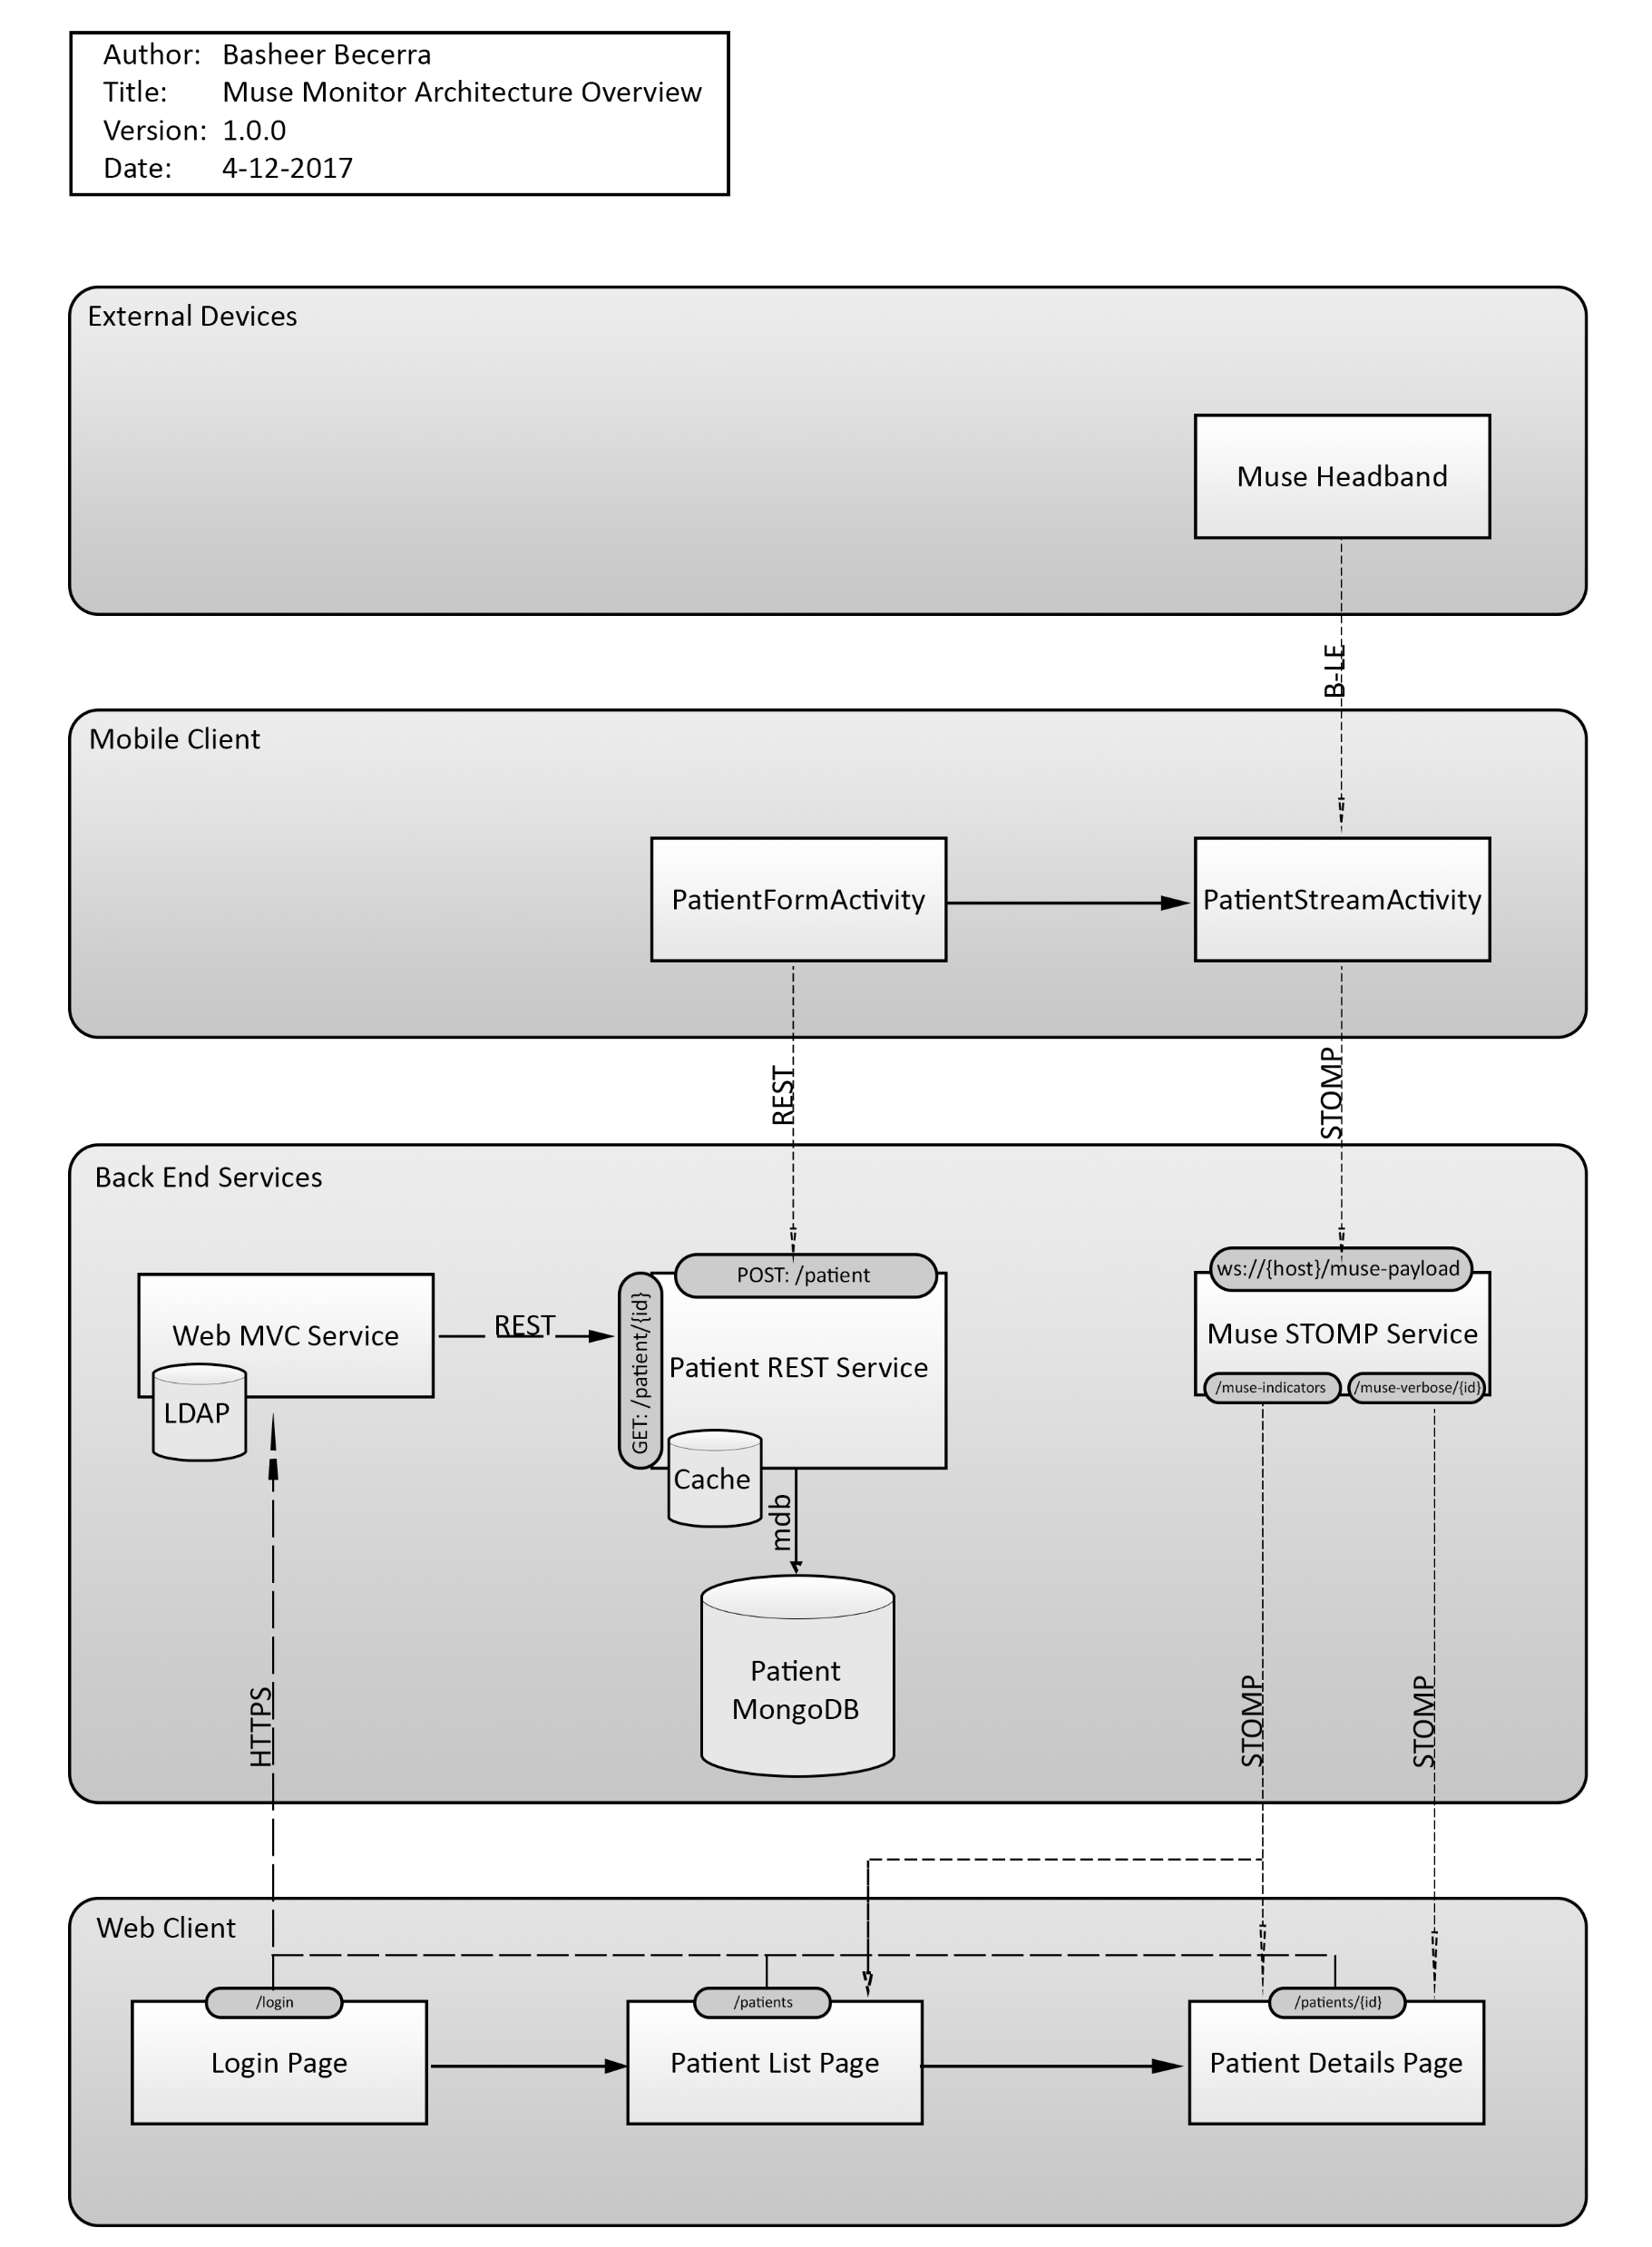 Author: Basheer Becerra
Title: Muse Monitor Architecture Overview
Version: 1.0.0
Date: 4-12-2017
External Devices
Muse Headband
B-LE
Mobile Client
PatientFormActivity
PatientStreamActivity
REST
STOMP
Back End Services
Web MVC Service
LDAP
REST
POST: /patient
GET: /patient/{id}
Patient REST Service
Cache
mdb
Patient
MongoDB
ws://{host}/muse-payload
Muse STOMP Service
/muse-indicators
/muse-verbose/{id}
HTTPS
STOMP
STOMP
Web Client
/login
Login Page
/patients
Patient List Page
/patients/{id}
Patient Details Page